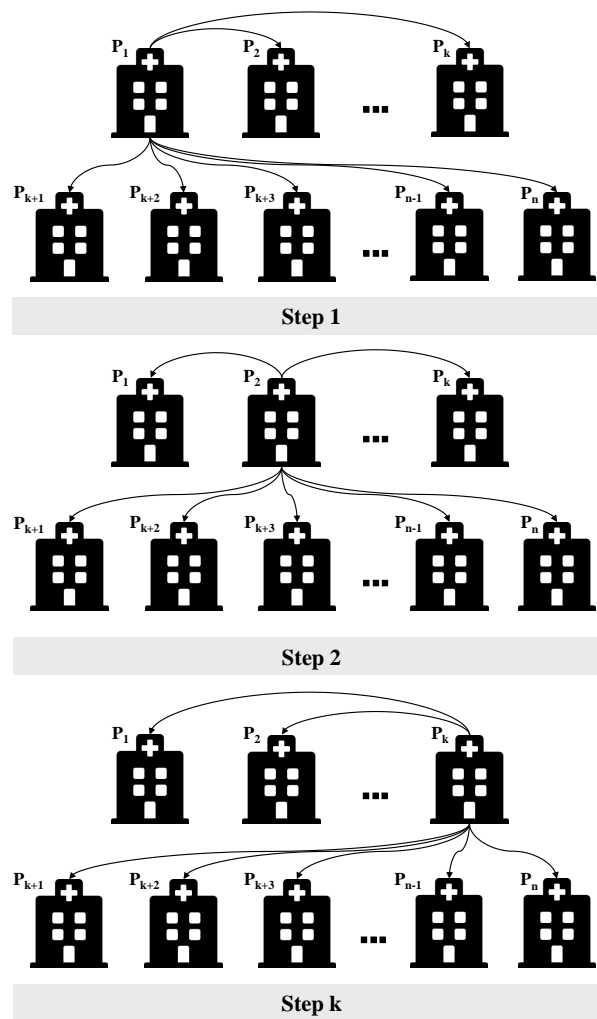 P₁ P₂ Pₖ
...
Pₖ₊₁ Pₖ₊₂ Pₖ₊₃ Pₙ₋₁ Pₙ
...
Step 1
P₁ P₂ Pₖ
...
Pₖ₊₁ Pₖ₊₂ Pₖ₊₃ Pₙ₋₁ Pₙ
...
Step 2
P₁ P₂ Pₖ
...
Pₖ₊₁ Pₖ₊₂ Pₖ₊₃ Pₙ₋₁ Pₙ
...
Step k